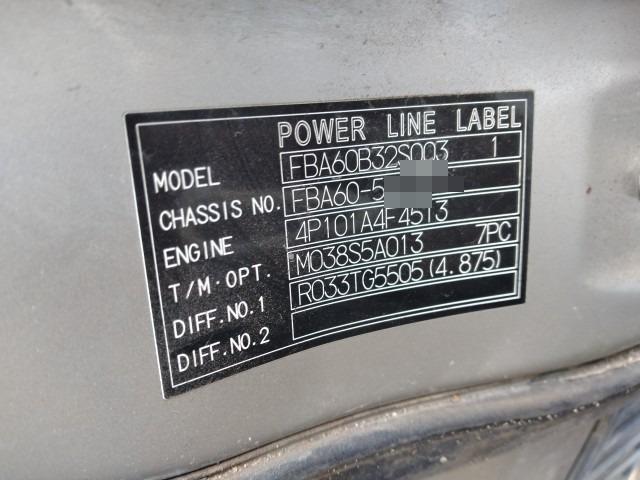 POWER LINE LABEL
MODEL FBA60B32S003 1
CHASSIS NO. FBA60-5
ENGINE 4P101A4F4513
T/M·OPT. M038S5A013 7PC
DIFF.NO.1 R033TG5505(4.875)
DIFF.NO.2